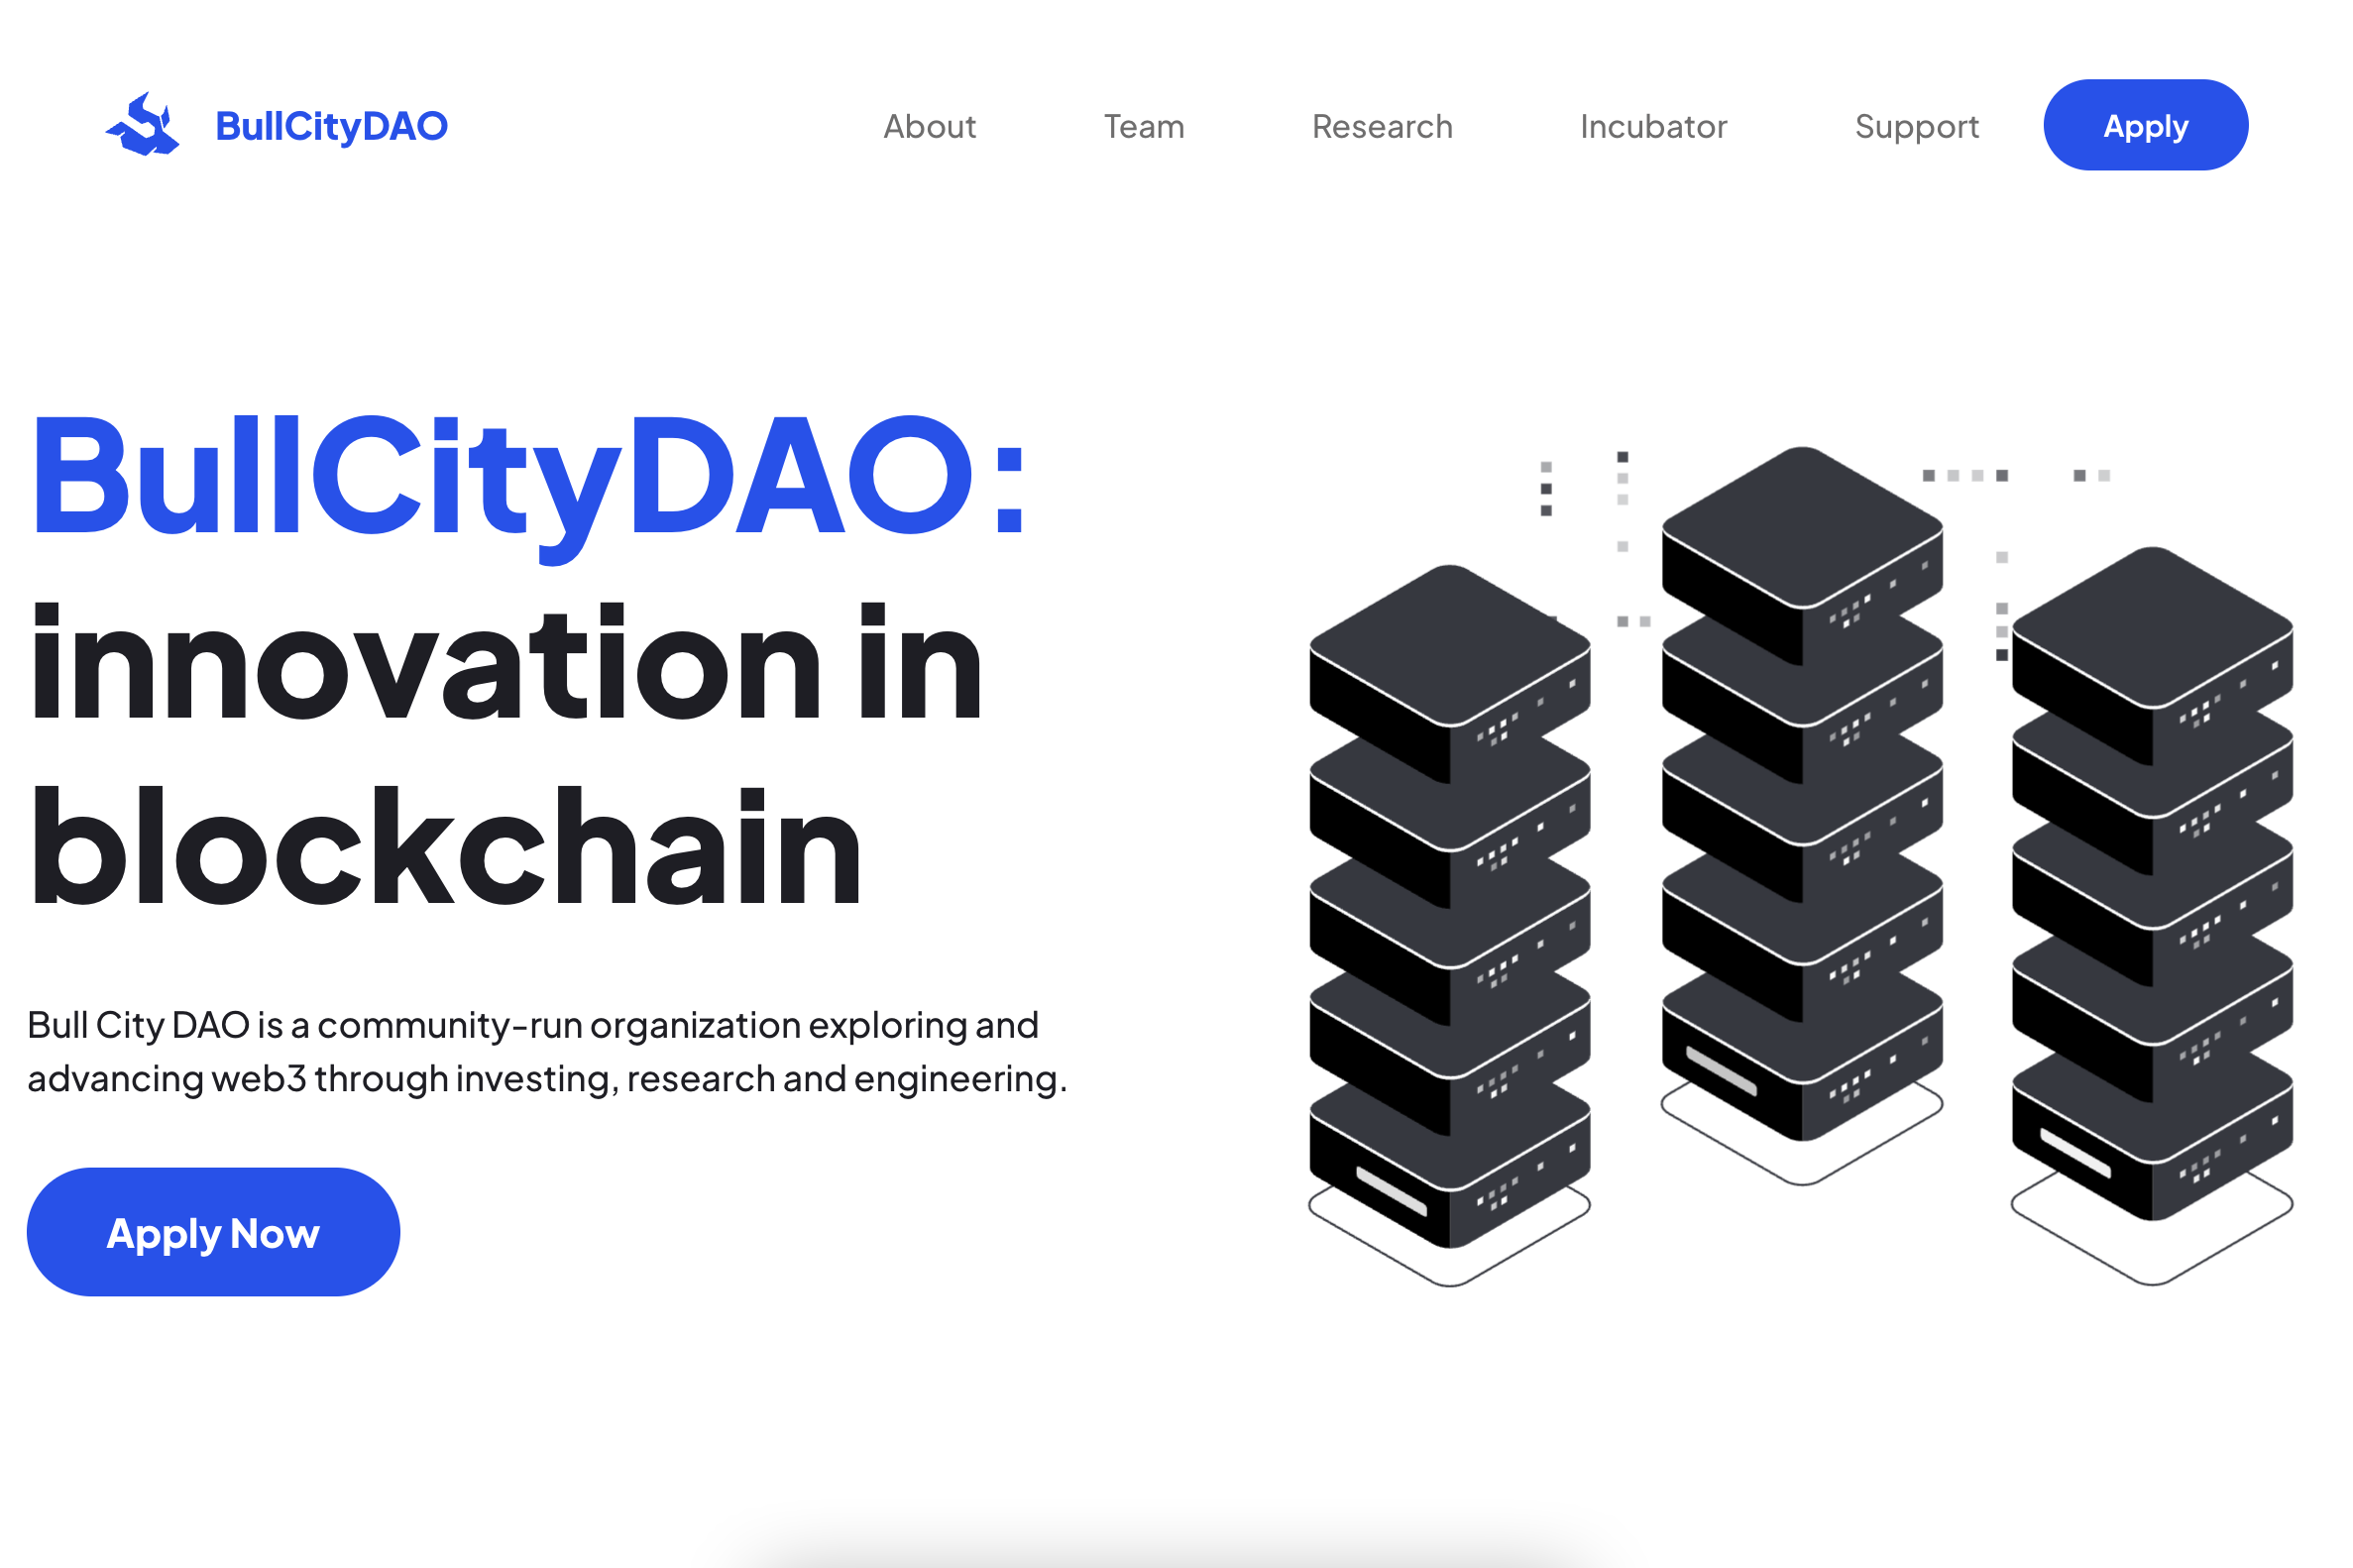 BullCityDAO
About
Team
Research
Incubator
Support
Apply
BullCityDAO:
innovation in
blockchain
Bull City DAO is a community-run organization exploring and
advancing web3 through investing, research and engineering.
Apply Now